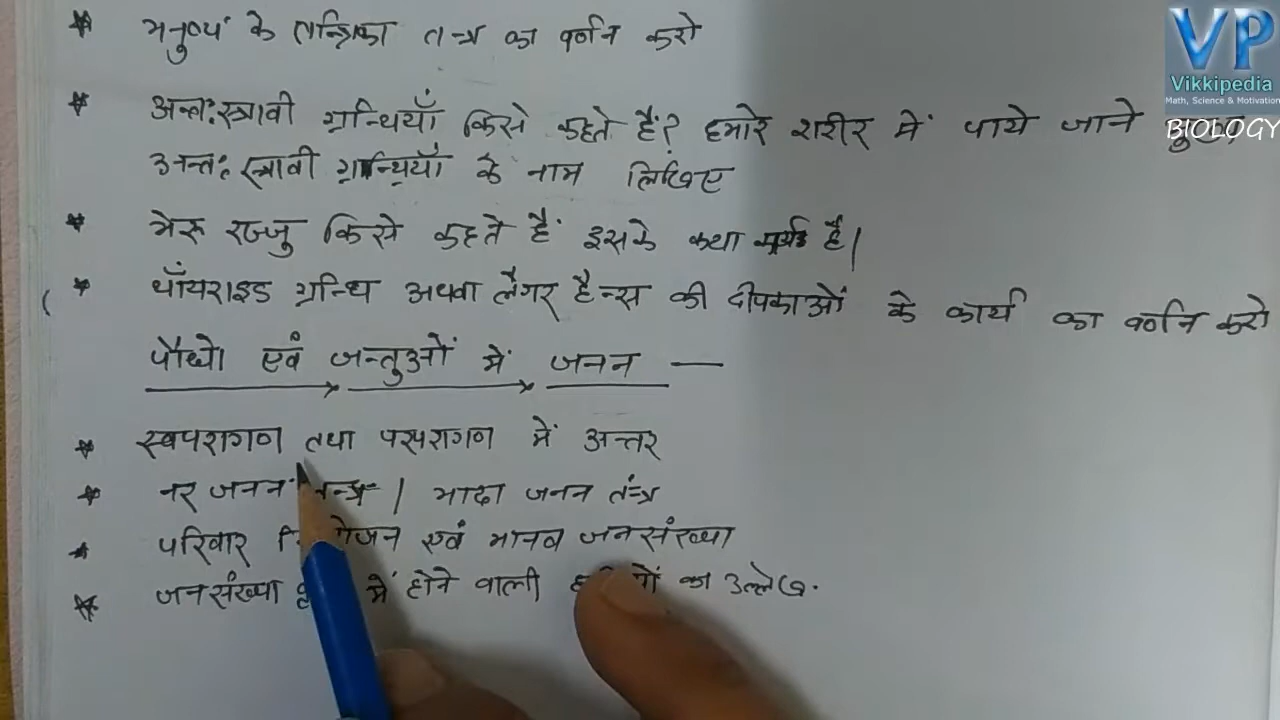 मनुष्य के तन्त्रिका तन्त्र का वर्णन करो
अन्त:स्त्रावी ग्रन्थियाँ किसे कहते हैं? हमारे शरीर में पाये जाने
अन्त: स्त्रावी ग्रन्थियाँ के नाम लिखिए
मेरू रज्जु किसे कहते हैं इसके क्या कार्य है।
थॉयराइड ग्रन्थि अथवा लैंगर हैन्स की दीपकाओं के कार्य का वर्णन करो
पौधो एवं जन्तुओं में जनन —
स्वपरागण तथा परपरागण में अन्तर
नर जनन तन्त्र / मादा जनन तंन्त्र
परिवार एवं मानव जनसंख्या
जनसंख्या में होने वाली का उल्लेख.
VP
Vikkipedia
Math, Science & Motivation
BIOLOGY